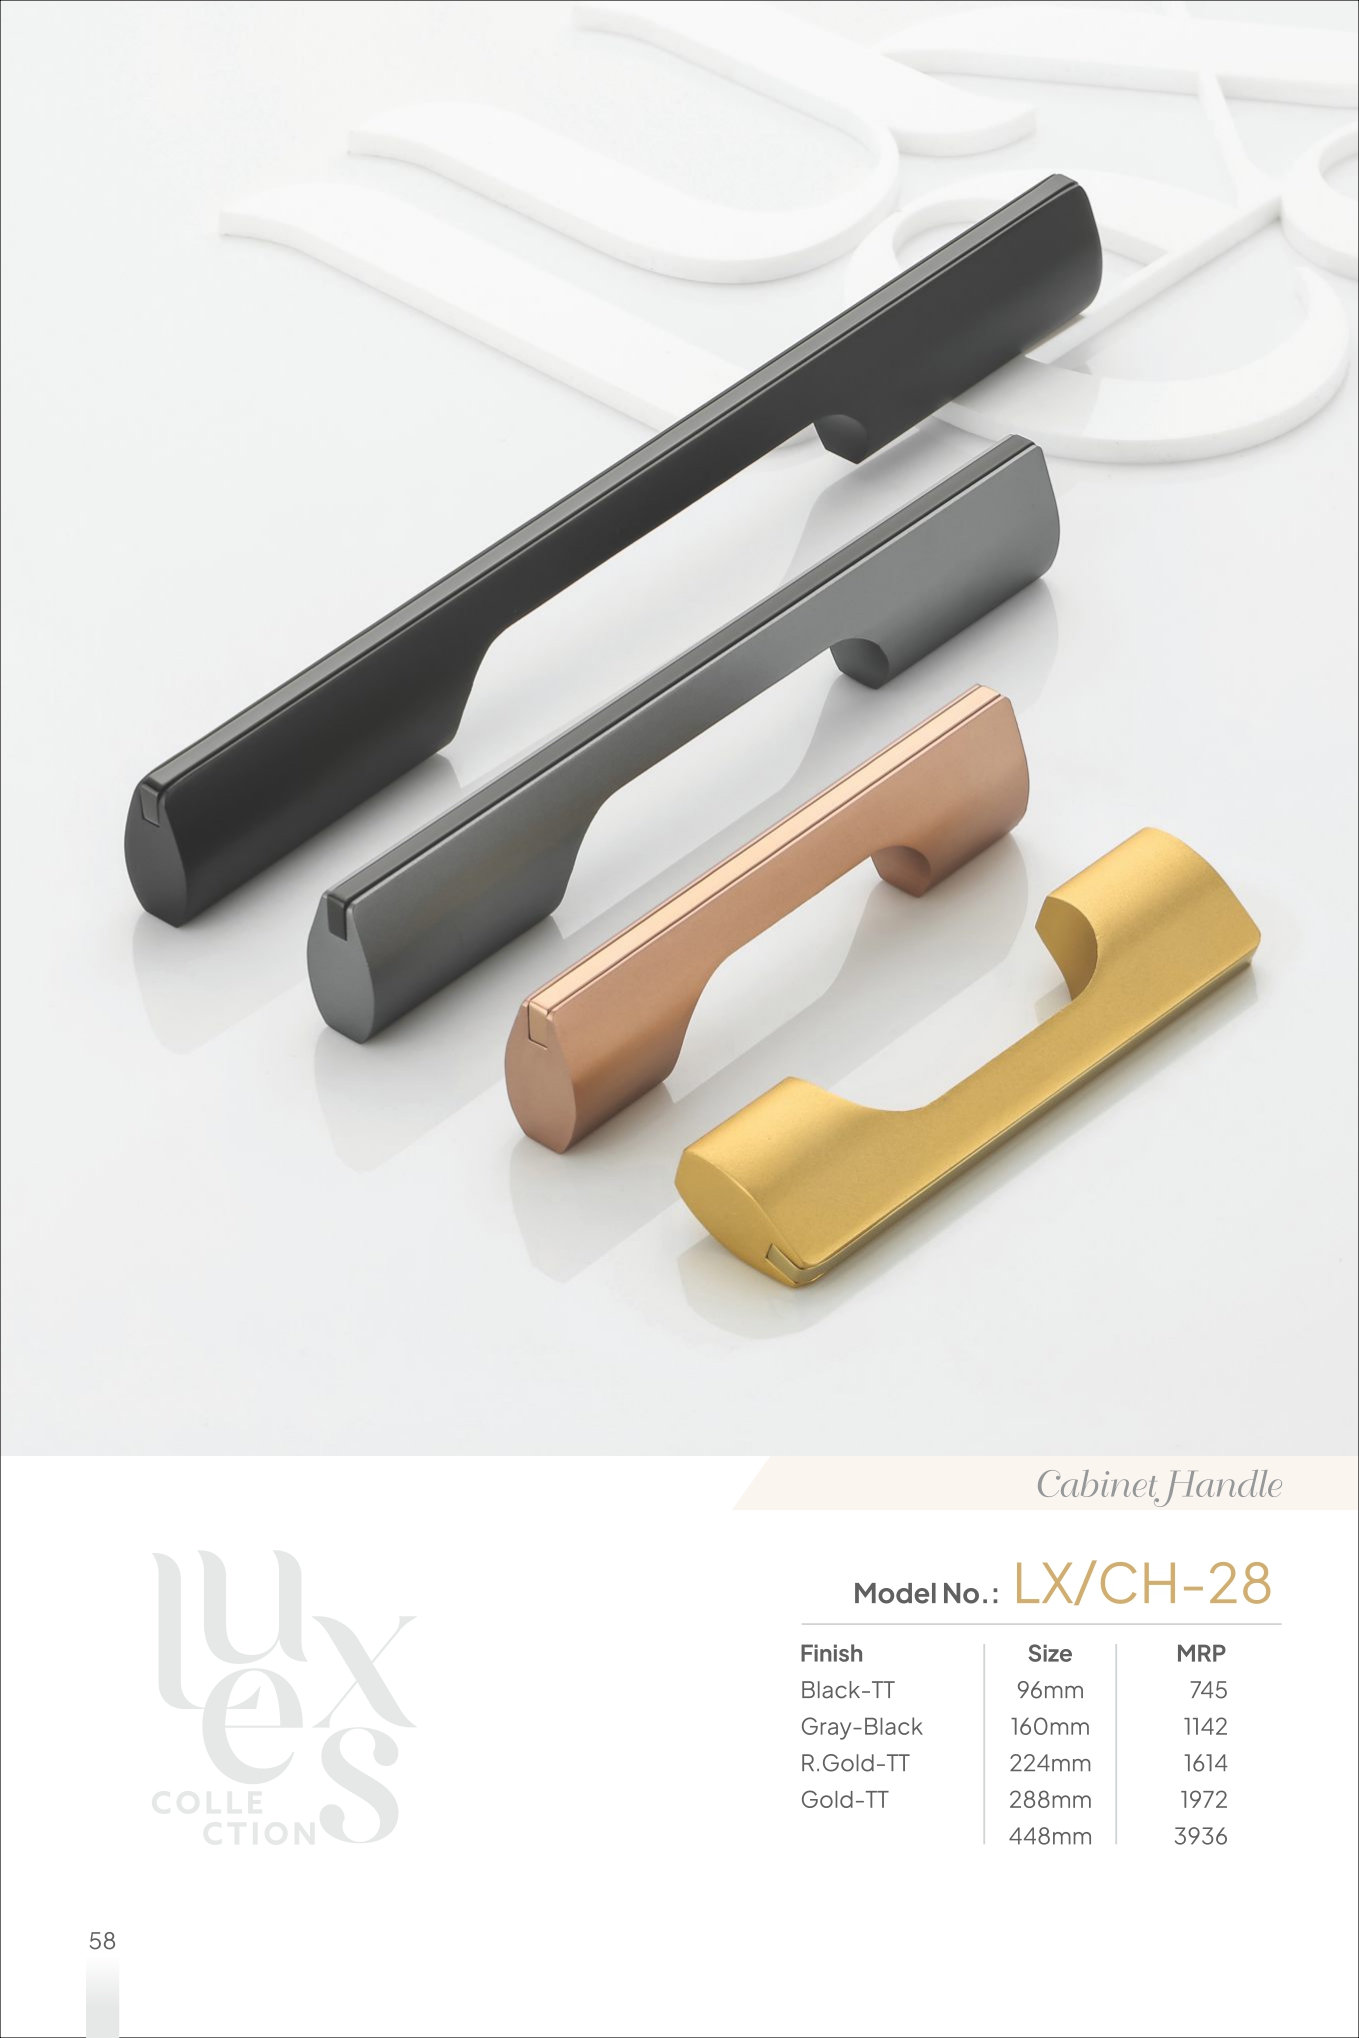 Cabinet Handle
luxes
COLLE
CTION
Model No.: LX/CH-28
Finish Size MRP
Black-TT 96mm 745
Gray-Black 160mm 1142
R.Gold-TT 224mm 1614
Gold-TT 288mm 1972
448mm 3936
58